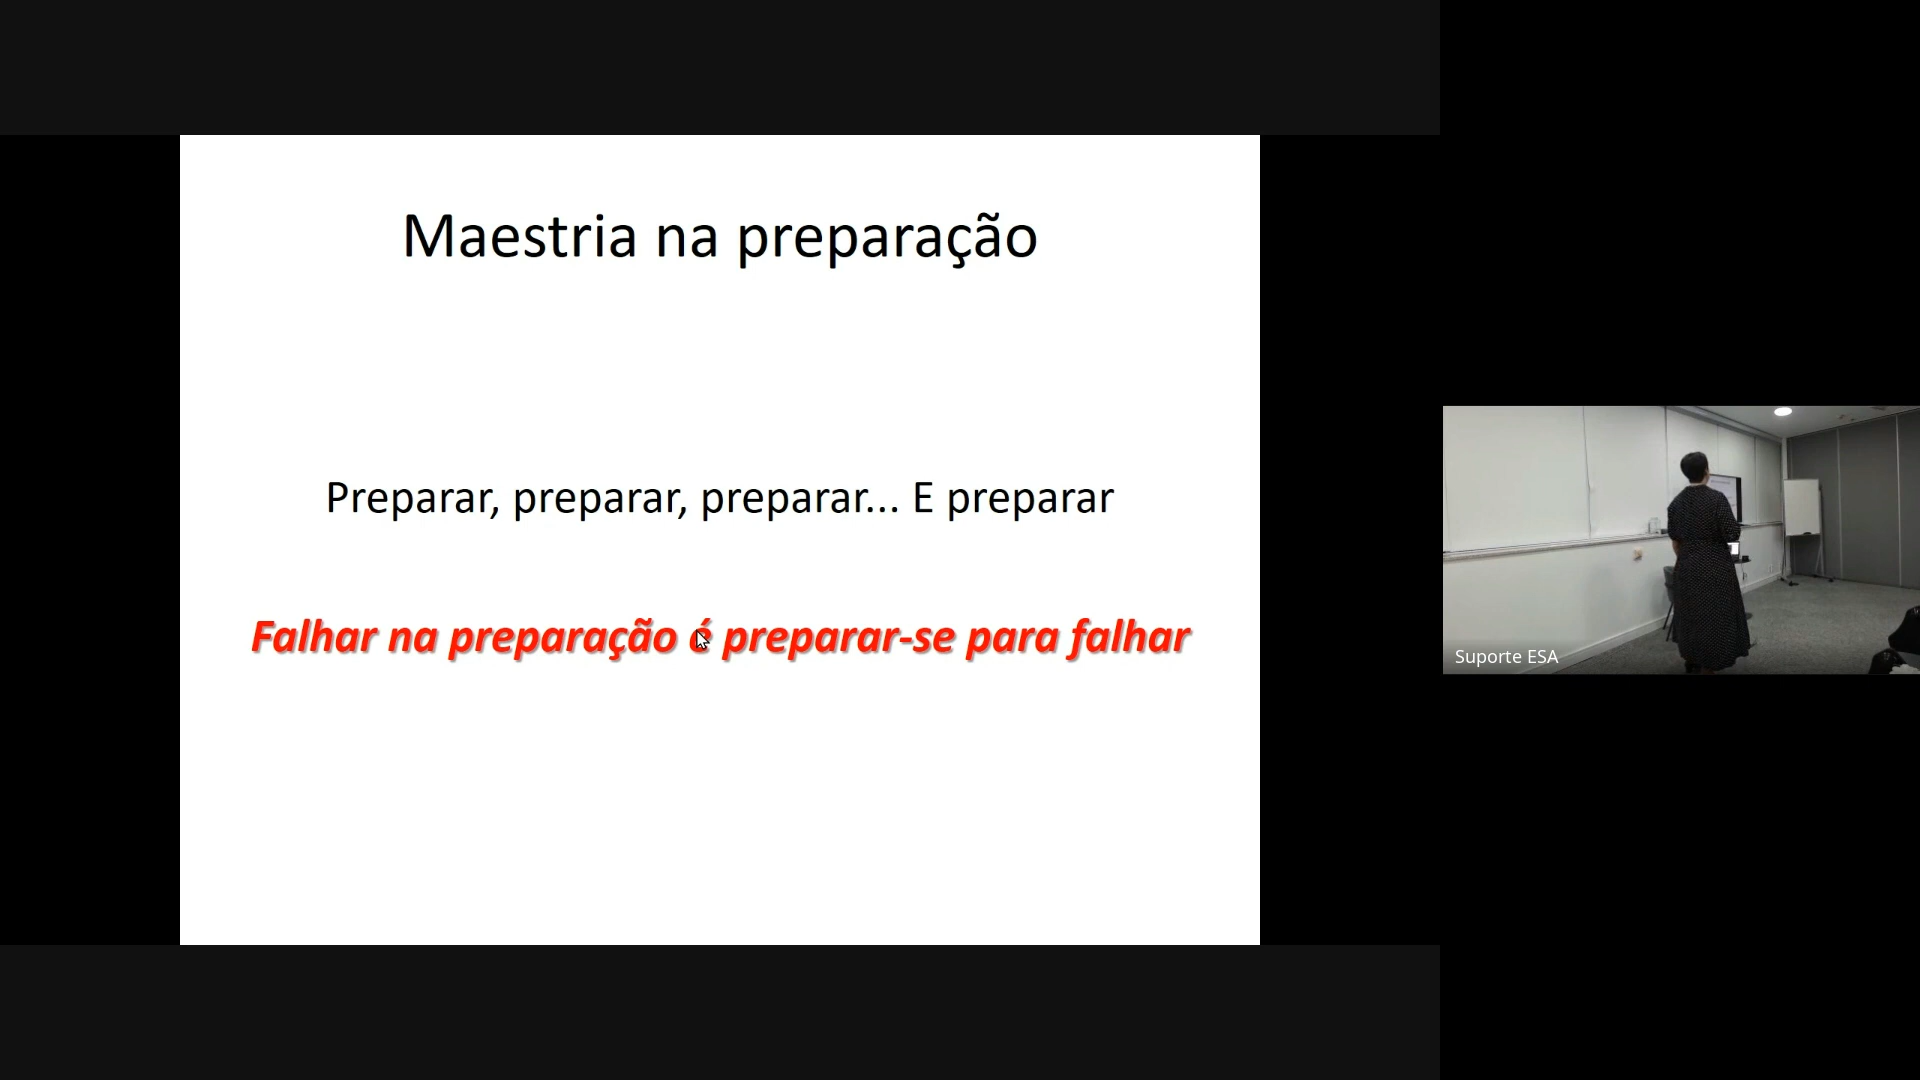 Maestria na preparação
Preparar, preparar, preparar... E preparar
Falhar na preparação é preparar-se para falhar
Suporte ESA